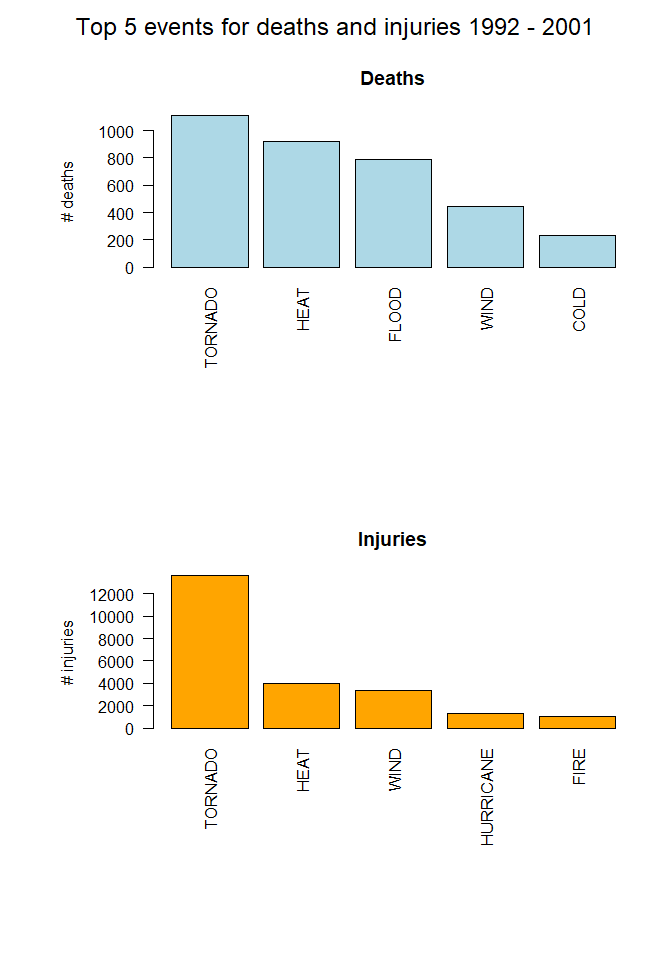 Top 5 events for deaths and injuries 1992 - 2001
Deaths
# deaths
1000
800
600
400
200
0
TORNADO
HEAT
FLOOD
WIND
COLD
Injuries
# injuries
12000
10000
8000
6000
4000
2000
0
TORNADO
HEAT
WIND
HURRICANE
FIRE